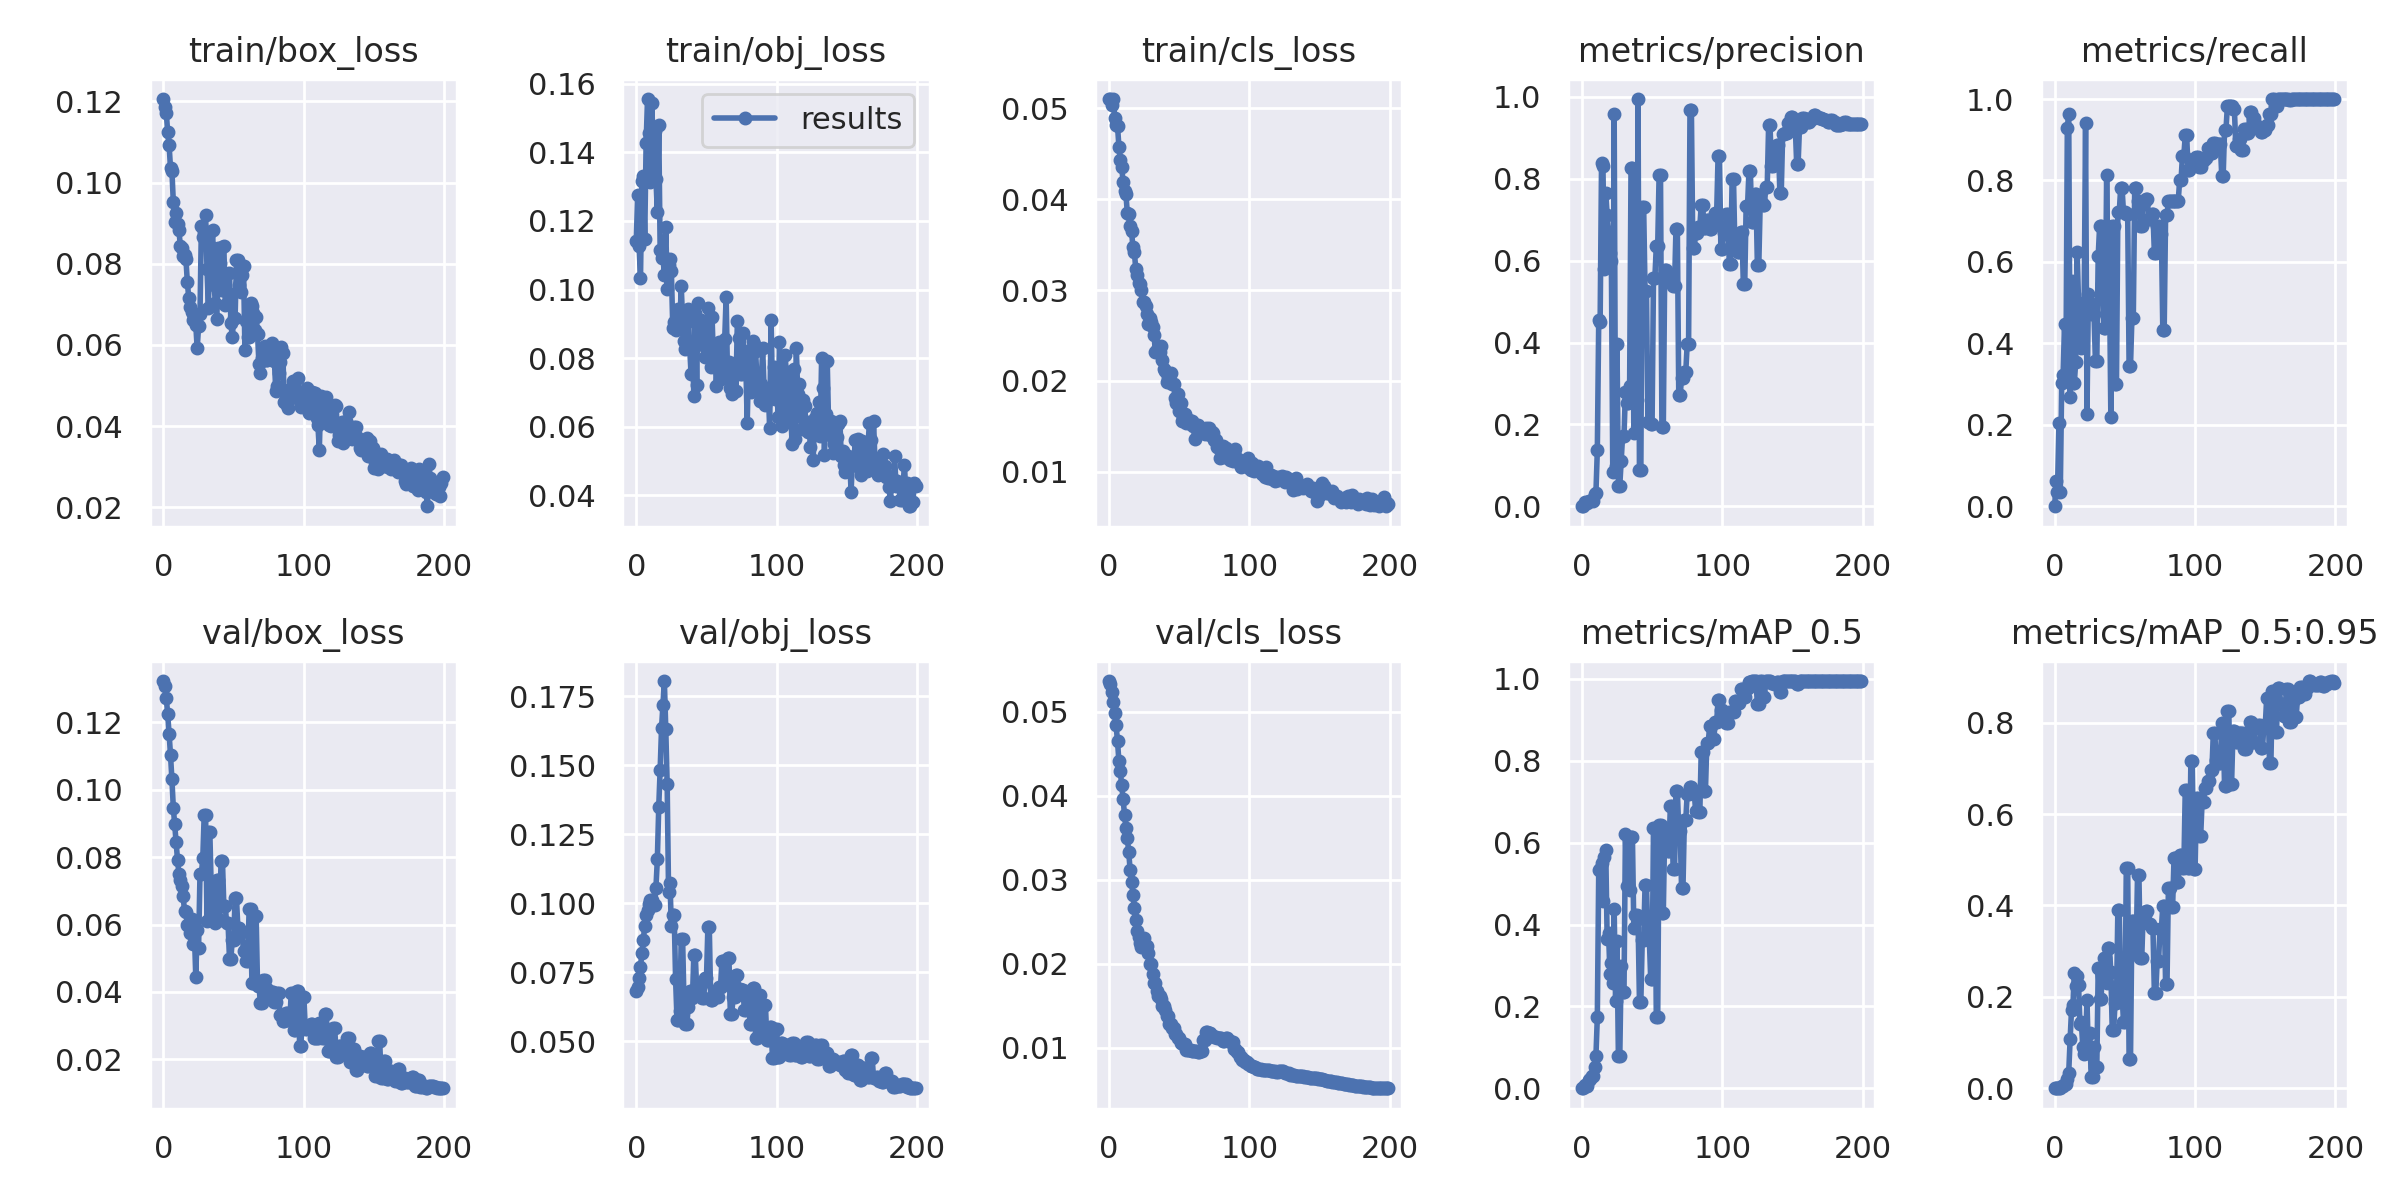 train/box_loss
0.12
0.10
0.08
0.06
0.04
0.02
0 100 200
train/obj_loss
results
0.16
0.14
0.12
0.10
0.08
0.06
0.04
0 100 200
train/cls_loss
0.05
0.04
0.03
0.02
0.01
0 100 200
metrics/precision
1.0
0.8
0.6
0.4
0.2
0.0
0 100 200
metrics/recall
1.0
0.8
0.6
0.4
0.2
0.0
0 100 200
val/box_loss
0.12
0.10
0.08
0.06
0.04
0.02
0 100 200
val/obj_loss
0.175
0.150
0.125
0.100
0.075
0.050
0 100 200
val/cls_loss
0.05
0.04
0.03
0.02
0.01
0 100 200
metrics/mAP_0.5
1.0
0.8
0.6
0.4
0.2
0.0
0 100 200
metrics/mAP_0.5:0.95
0.8
0.6
0.4
0.2
0.0
0 100 200